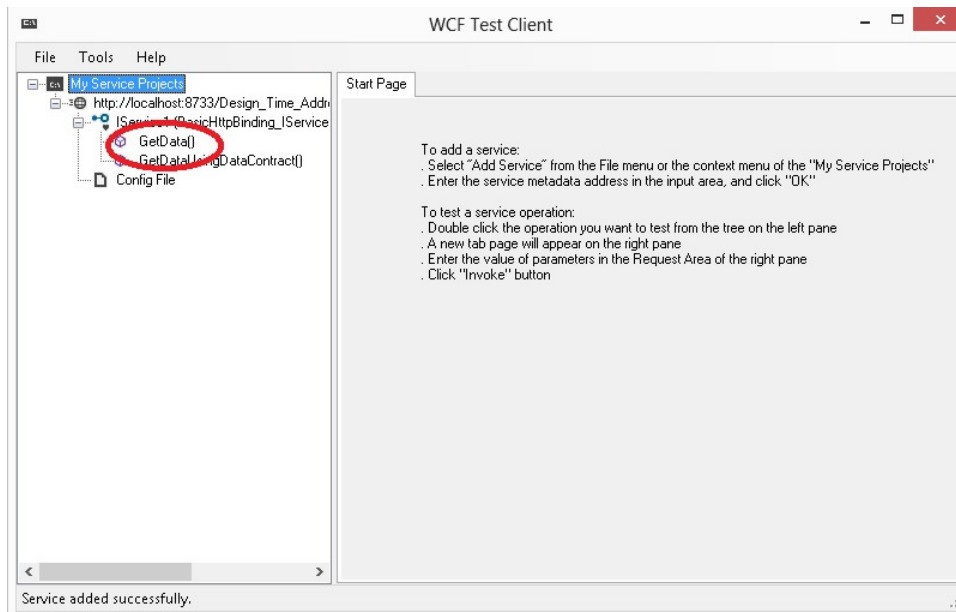 WCF Test Client
File Tools Help
My Service Projects
http://localhost:8733/Design_Time_Addr
IService1 (BasicHttpBinding_IService
GetData()
GetDataUsingDataContract()
Config File
Start Page
To add a service:
. Select "Add Service" from the File menu or the context menu of the "My Service Projects"
. Enter the service metadata address in the input area, and click "OK"
To test a service operation:
. Double click the operation you want to test from the tree on the left pane
. A new tab page will appear on the right pane
. Enter the value of parameters in the Request Area of the right pane
. Click "Invoke" button
Service added successfully.